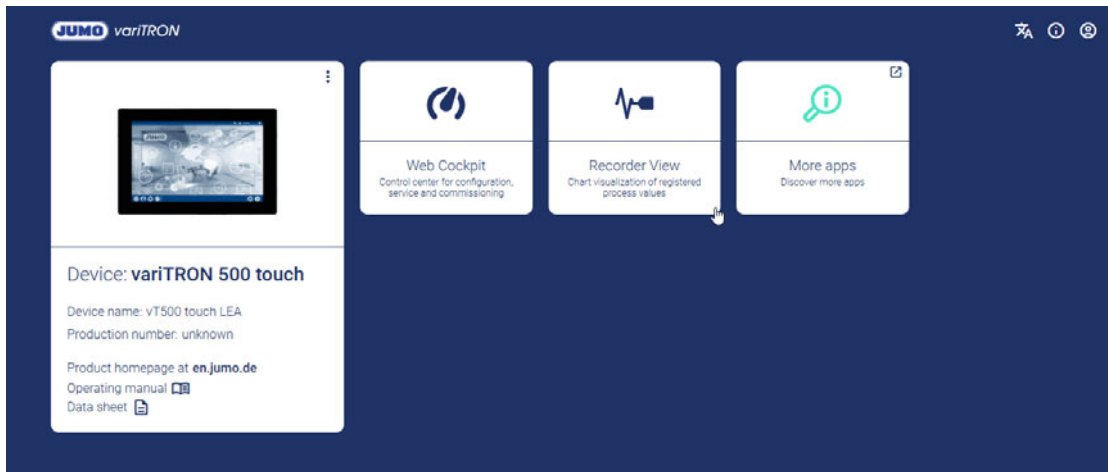 JUMO variTRON
Web Cockpit
Control center for configuration,
service and commissioning
Recorder View
Chart visualization of registered
process values
More apps
Discover more apps
Device: variTRON 500 touch
Device name: vT500 touch LEA
Production number: unknown
Product homepage at en.jumo.de
Operating manual
Data sheet